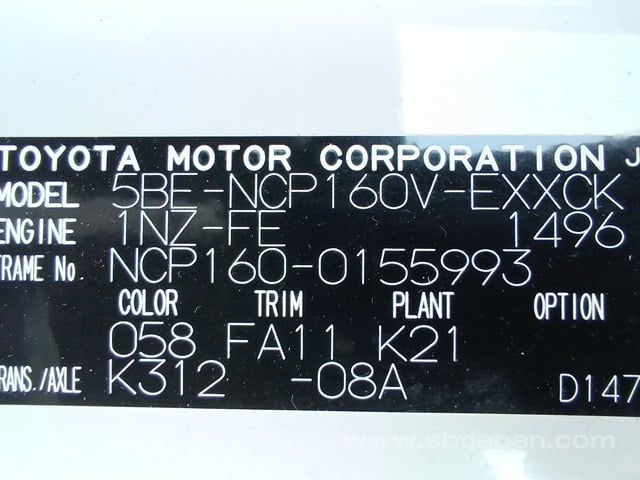 TOYOTA MOTOR CORPORATION J
MODEL 5BE-NCP160V-EXXCK
ENGINE 1NZ-FE 1496
FRAME No. NCP160-0155993
COLOR TRIM PLANT OPTION
058 FA11 K21
TRANS./AXLE K312 -08A D147
www.sbtjapan.com